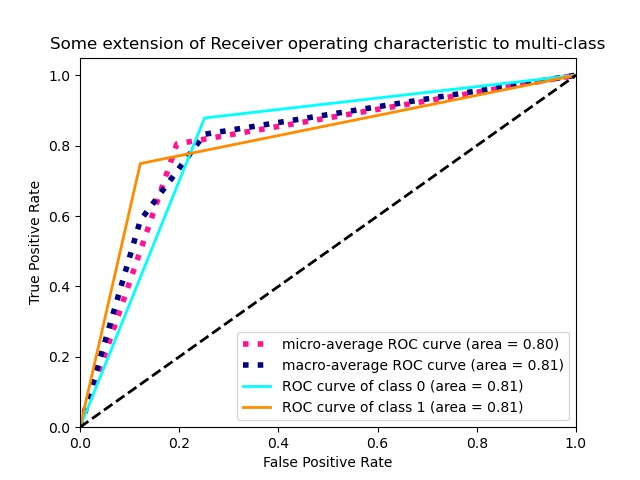 Some extension of Receiver operating characteristic to multi-class
1.0
0.8
0.6
0.4
0.2
0.0
True Positive Rate
micro-average ROC curve (area = 0.80)
macro-average ROC curve (area = 0.81)
ROC curve of class 0 (area = 0.81)
ROC curve of class 1 (area = 0.81)
0.0 0.2 0.4 0.6 0.8 1.0
False Positive Rate